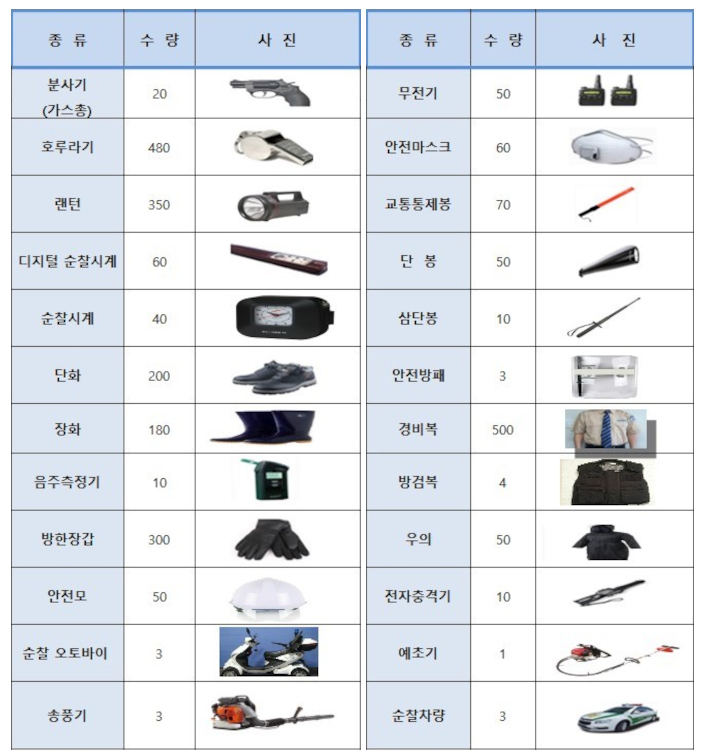 종 류 수 량 사 진
분사기
(가스총) 20
호루라기 480
랜턴 350
디지털 순찰시계 60
순찰시계 40
단화 200
장화 180
음주측정기 10
방한장갑 300
안전모 50
순찰 오토바이 3
송풍기 3
종 류 수 량 사 진
무전기 50
안전마스크 60
교통통제봉 70
단 봉 50
삼단봉 10
안전방패 3
경비복 500
방검복 4
우의 50
전자충격기 10
예초기 1
순찰차량 3